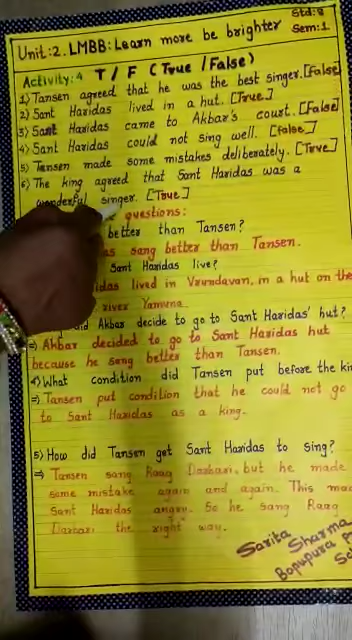 Std:8
Unit:2. LMBB: Learn more be brighter Sem:1
Activity:4 T/F (True/False)
1) Tansen agreed that he was the best singer. [False]
2) Sant Haridas lived in a hut. [True]
3) Sant Haridas came to Akbar's court. [False]
4) Sant Haridas could not sing well. [False]
5) Tansen made some mistakes deliberately. [True]
6) The king agreed that Sant Haridas was a
wonderful singer. [True]
questions:
better than Tansen?
sang better than Tansen.
Sant Haridas live?
lived in Vrundavan, in a hut on the
river Yamuna
did Akbar decide to go to Sant Haridas' hut?
⇒ Akbar decided to go to Sant Haridas hut
because he sang better than Tansen.
4) What condition did Tansen put before the
⇒ Tansen put condition that he could not go
to Sant Haridas as a king.
5) How did Tansen get Sant Haridas to sing?
⇒ Tansen sang Raag Darbari, but he made
some mistake again and again. This
Sant Haridas angry. So he sang Raag
Darbari the right way.
Sarita Sharma
Bopupura